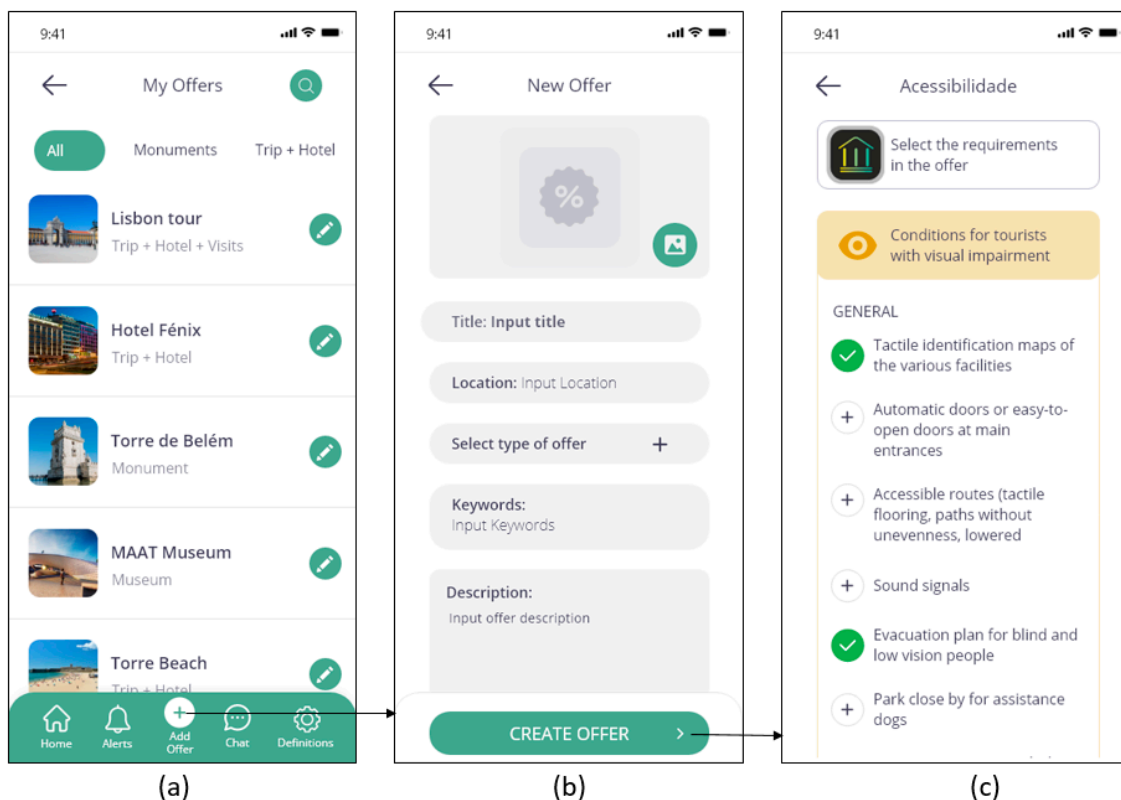 9:41
My Offers
All
Monuments
Trip + Hotel
Lisbon tour
Trip + Hotel + Visits
Hotel Fénix
Trip + Hotel
Torre de Belém
Monument
MAAT Museum
Museum
Torre Beach
Trip + Hotel
Home
Alerts
Add
Offer
Chat
Definitions
(a)
9:41
New Offer
%
Title: Input title
Location: Input Location
Select type of offer +
Keywords:
Input Keywords
Description:
Input offer description
CREATE OFFER
(b)
9:41
Acessibilidade
Select the requirements
in the offer
Conditions for tourists
with visual impairment
GENERAL
Tactile identification maps of
the various facilities
Automatic doors or easy-to-
open doors at main
entrances
Accessible routes (tactile
flooring, paths without
unevenness, lowered
Sound signals
Evacuation plan for blind and
low vision people
Park close by for assistance
dogs
(c)